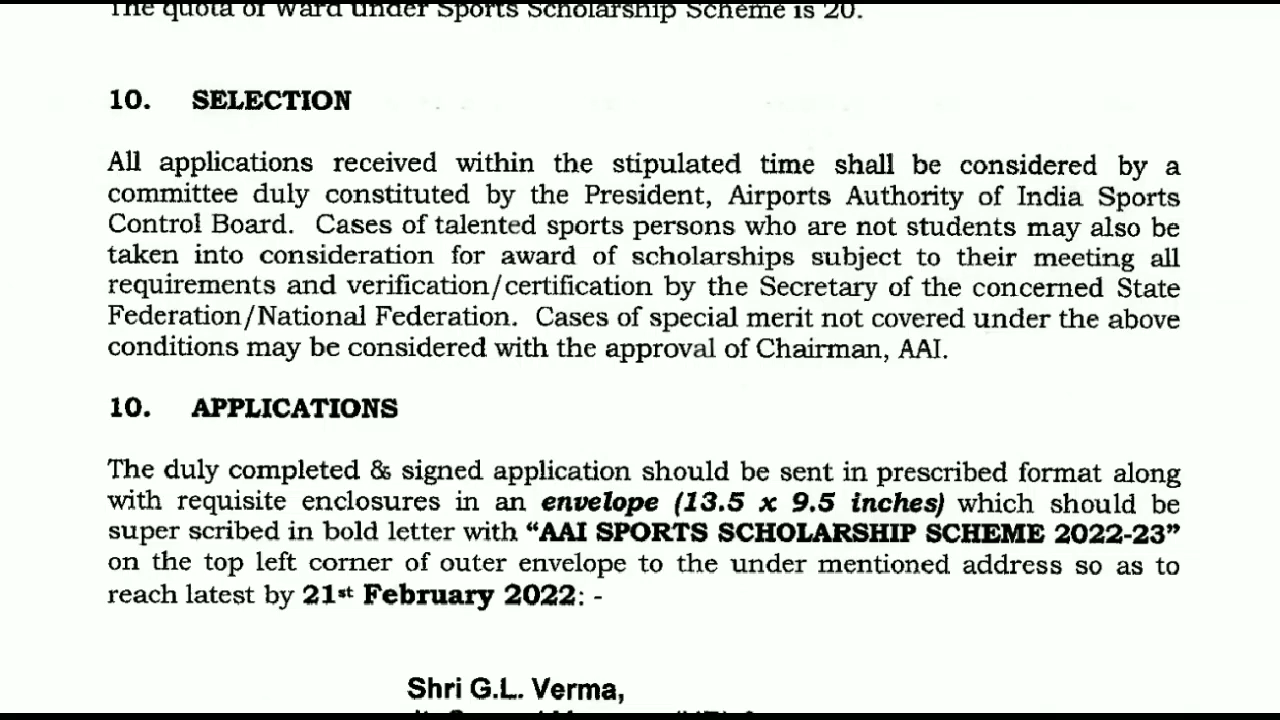 The quota of Ward under Sports Scholarship Scheme is 20.
10. SELECTION
All applications received within the stipulated time shall be considered by a
committee duly constituted by the President, Airports Authority of India Sports
Control Board. Cases of talented sports persons who are not students may also be
taken into consideration for award of scholarships subject to their meeting all
requirements and verification/certification by the Secretary of the concerned State
Federation/National Federation. Cases of special merit not covered under the above
conditions may be considered with the approval of Chairman, AAI.
10. APPLICATIONS
The duly completed & signed application should be sent in prescribed format along
with requisite enclosures in an envelope (13.5 x 9.5 inches) which should be
super scribed in bold letter with “AAI SPORTS SCHOLARSHIP SCHEME 2022-23”
on the top left corner of outer envelope to the under mentioned address so as to
reach latest by 21st February 2022: -
Shri G.L. Verma,